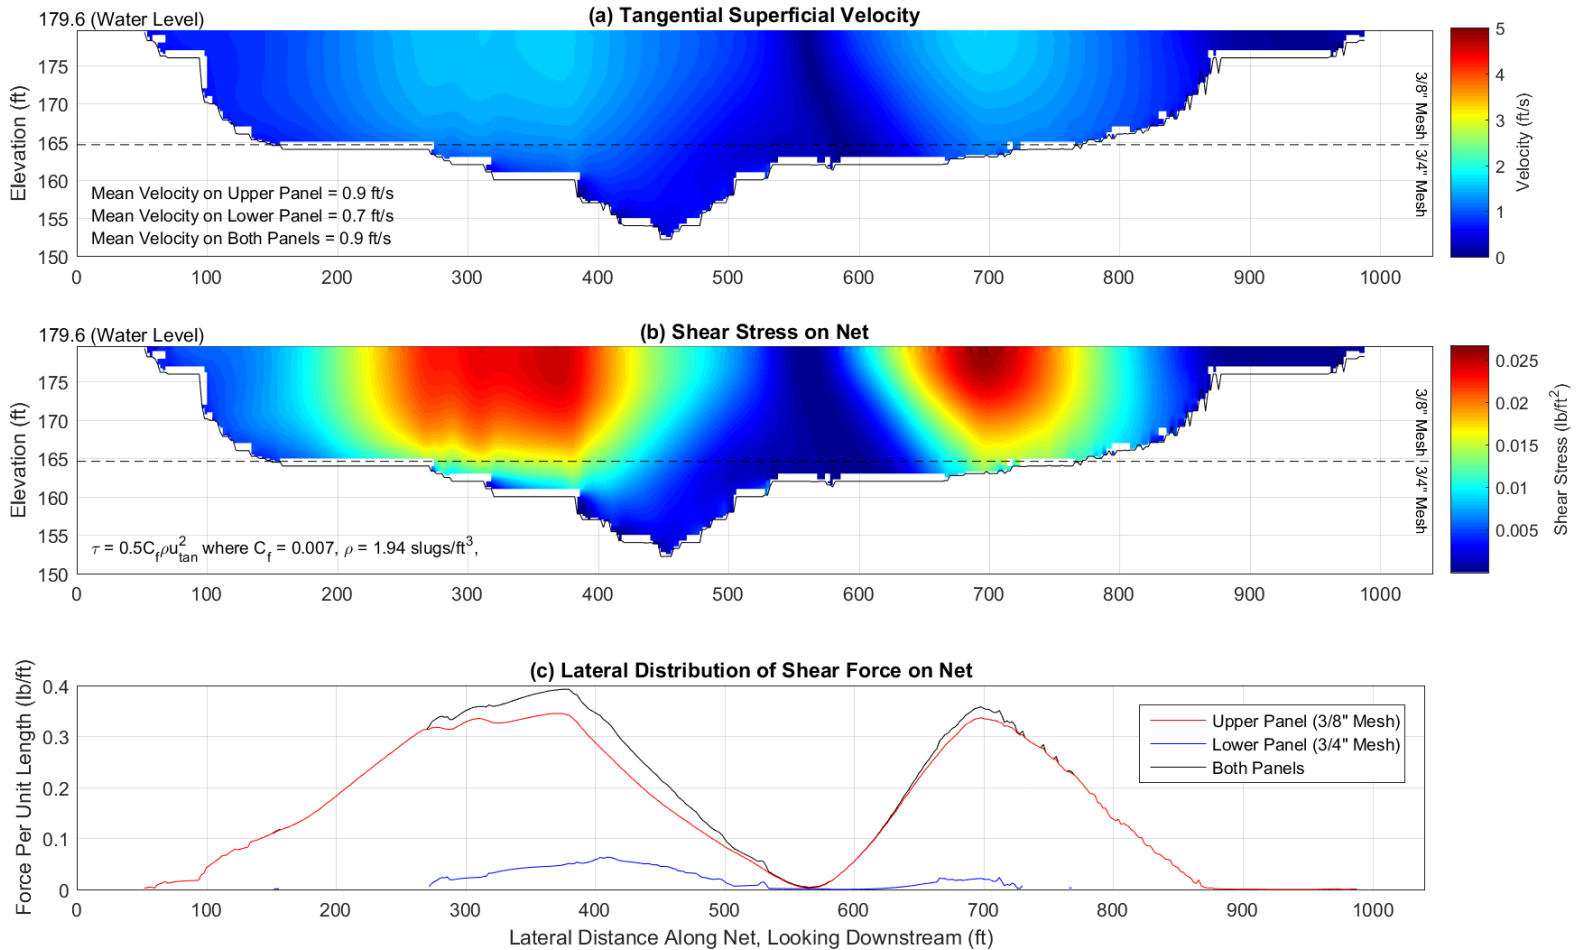 (a) Tangential Superficial Velocity
179.6 (Water Level)
175
170
165
160
155
150
Elevation (ft)
3/8" Mesh
3/4" Mesh
Mean Velocity on Upper Panel = 0.9 ft/s
Mean Velocity on Lower Panel = 0.7 ft/s
Mean Velocity on Both Panels = 0.9 ft/s
0 100 200 300 400 500 600 700 800 900 1000
5
4
3
2
1
0
Velocity (ft/s)
(b) Shear Stress on Net
179.6 (Water Level)
175
170
165
160
155
150
Elevation (ft)
3/8" Mesh
3/4" Mesh
τ = 0.5C_fρu²_tan where C_f = 0.007, ρ = 1.94 slugs/ft³,
0 100 200 300 400 500 600 700 800 900 1000
0.025
0.02
0.015
0.01
0.005
Shear Stress (lb/ft²)
(c) Lateral Distribution of Shear Force on Net
0.4
0.3
0.2
0.1
0
Force Per Unit Length (lb/ft)
Upper Panel (3/8" Mesh)
Lower Panel (3/4" Mesh)
Both Panels
0 100 200 300 400 500 600 700 800 900 1000
Lateral Distance Along Net, Looking Downstream (ft)